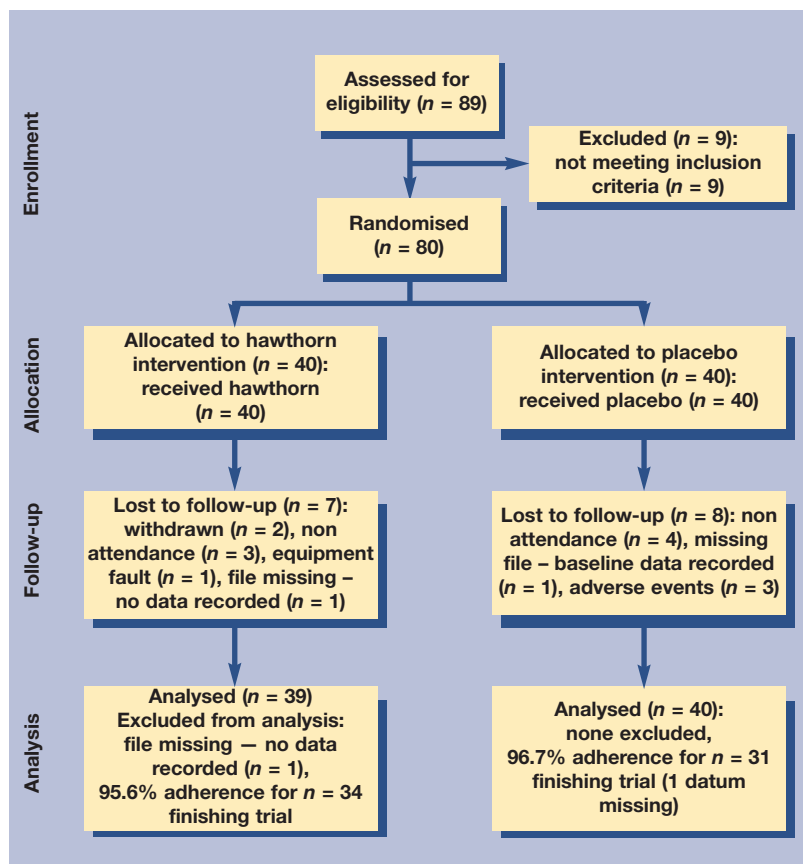 Enrollment
Assessed for
eligibility (n = 89)
Excluded (n = 9):
not meeting inclusion
criteria (n = 9)
Randomised
(n = 80)
Allocation
Allocated to hawthorn
intervention (n = 40):
received hawthorn
(n = 40)
Allocated to placebo
intervention (n = 40):
received placebo (n = 40)
Follow-up
Lost to follow-up (n = 7):
withdrawn (n = 2), non
attendance (n = 3), equipment
fault (n = 1), file missing –
no data recorded (n = 1)
Lost to follow-up (n = 8): non
attendance (n = 4), missing
file – baseline data recorded
(n = 1), adverse events (n = 3)
Analysis
Analysed (n = 39)
Excluded from analysis:
file missing — no data
recorded (n = 1),
95.6% adherence for n = 34
finishing trial
Analysed (n = 40):
none excluded,
96.7% adherence for n = 31
finishing trial (1 datum
missing)